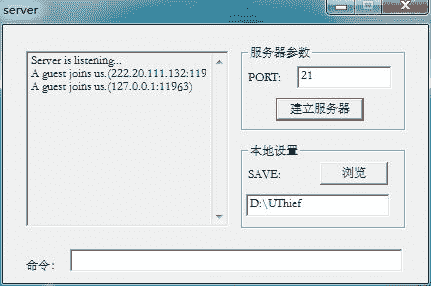 server
Server is listening...
A guest joins us.(222.20.111.132:119
A guest joins us.(127.0.0.1:11963)
服务器参数
PORT:
21
建立服务器
本地设置
SAVE:
浏览
D:\UThief
命令: